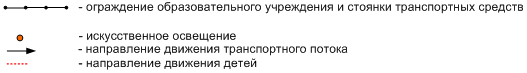 - ограждение образовательного учреждения и стоянки транспортных средств
- искусственное освещение
- направление движения транспортного потока
- направление движения детей